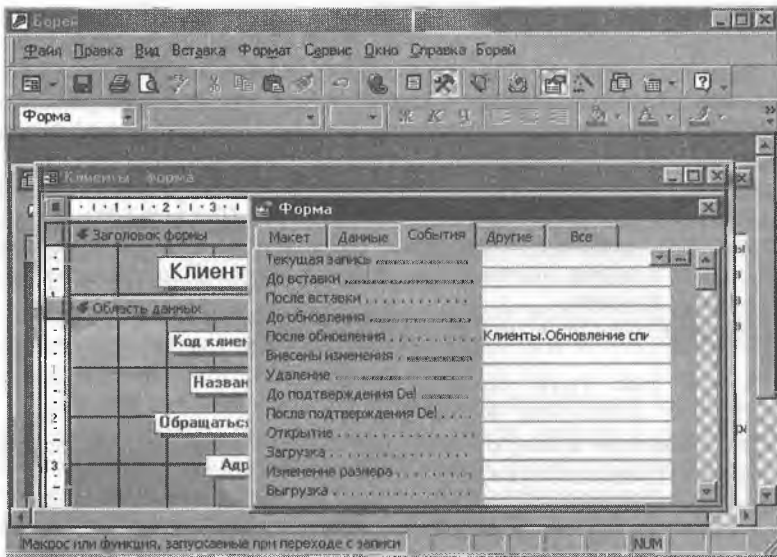 Борей
Файл Правка Вид Вставка Формат Сервис Окно Справка Борей
Форма
Ж К Ч
Клиенты форма
1 2 3
Форма
Заголовок формы
Макет Данные События Другие Все
Клиент
Текущая запись
До вставки
Область данных
После вставки
До обновления
Код клиен
После обновления Клиенты.Обновление спи
Внесены изменения
Назван
Удаление
До подтверждения Del
Обращатьс
После подтверждения Del
Открытие
Адр
Загрузка
Изменение размера
Выгрузка
Макрос или функция, запускаемые при переходе с записи
NUM